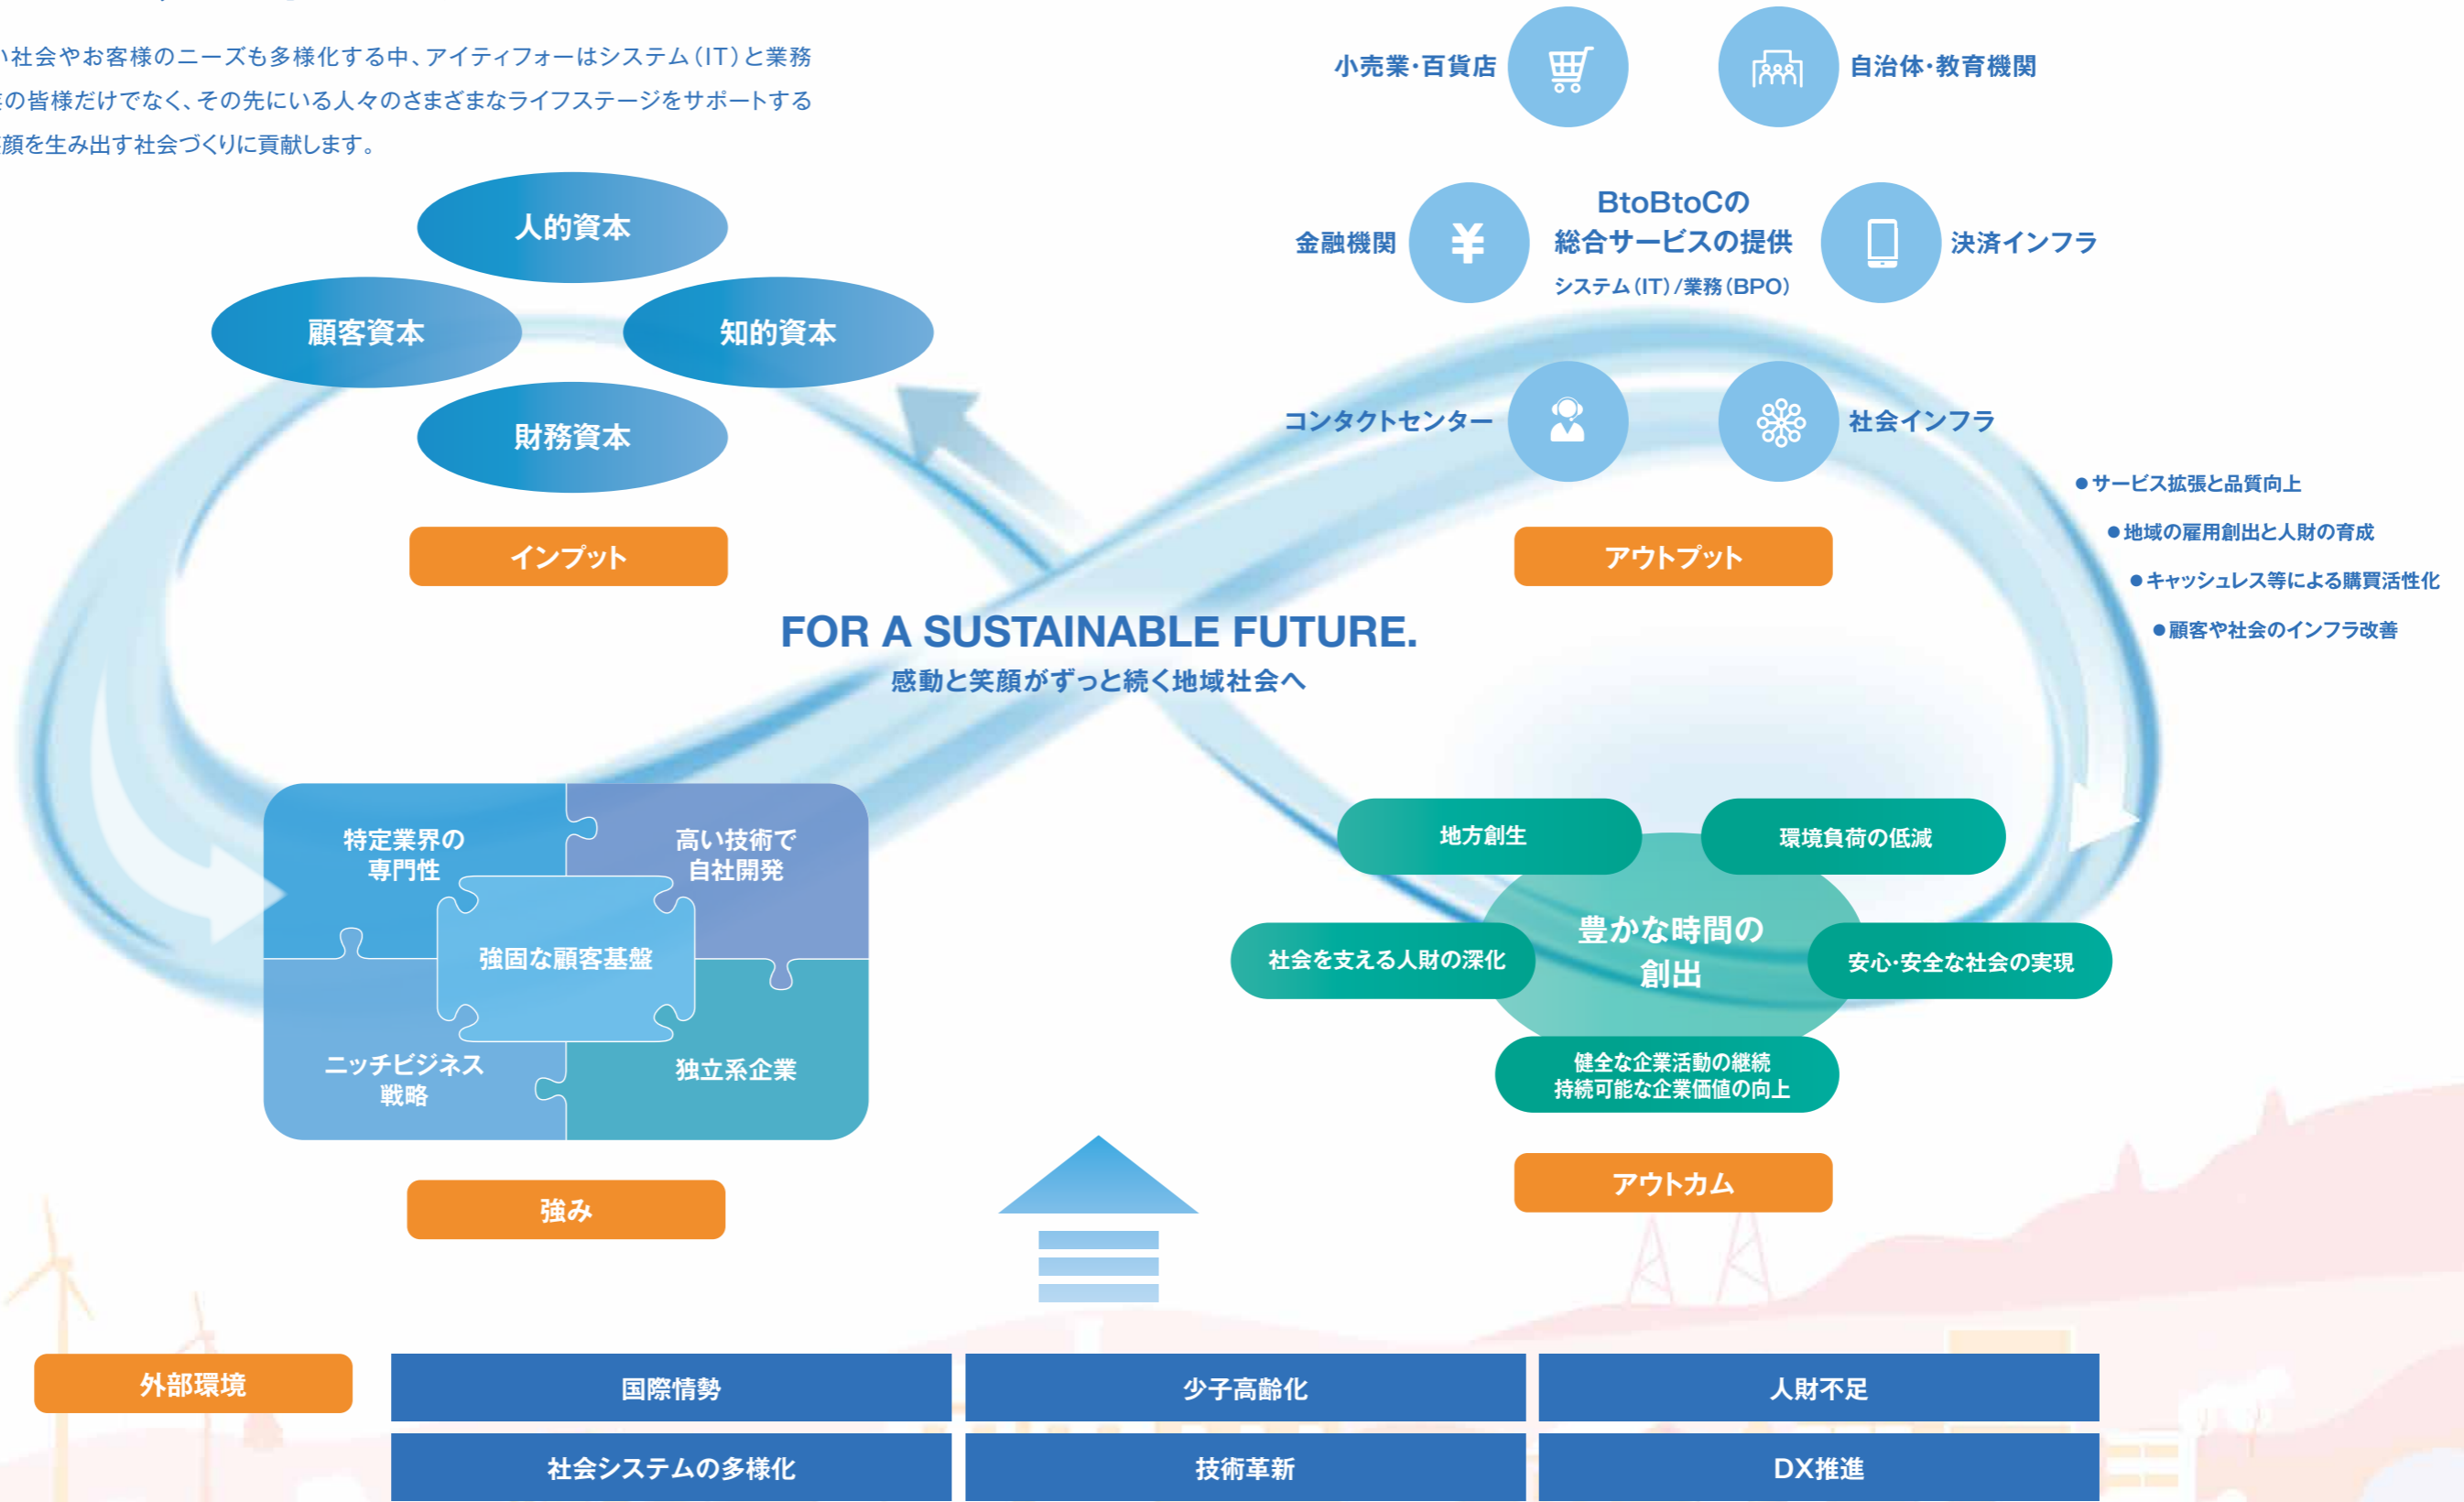 い社会やお客様のニーズも多様化する中、アイティフォーはシステム（IT）と業務
の皆様だけでなく、その先にいる人々のさまざまなライフステージをサポートする
顔を生み出す社会づくりに貢献します。
人的資本
顧客資本
知的資本
財務資本
インプット
小売業・百貨店
自治体・教育機関
金融機関
BtoBtoCの
総合サービスの提供
システム（IT）/業務（BPO）
決済インフラ
コンタクトセンター
社会インフラ
アウトプット
●サービス拡張と品質向上
●地域の雇用創出と人財の育成
●キャッシュレス等による購買活性化
●顧客や社会のインフラ改善
FOR A SUSTAINABLE FUTURE.
感動と笑顔がずっと続く地域社会へ
特定業界の
専門性
高い技術で
自社開発
強固な顧客基盤
ニッチビジネス
戦略
独立系企業
強み
地方創生
環境負荷の低減
豊かな時間の
創出
社会を支える人財の深化
安心・安全な社会の実現
健全な企業活動の継続
持続可能な企業価値の向上
アウトカム
外部環境
国際情勢
少子高齢化
人財不足
社会システムの多様化
技術革新
DX推進